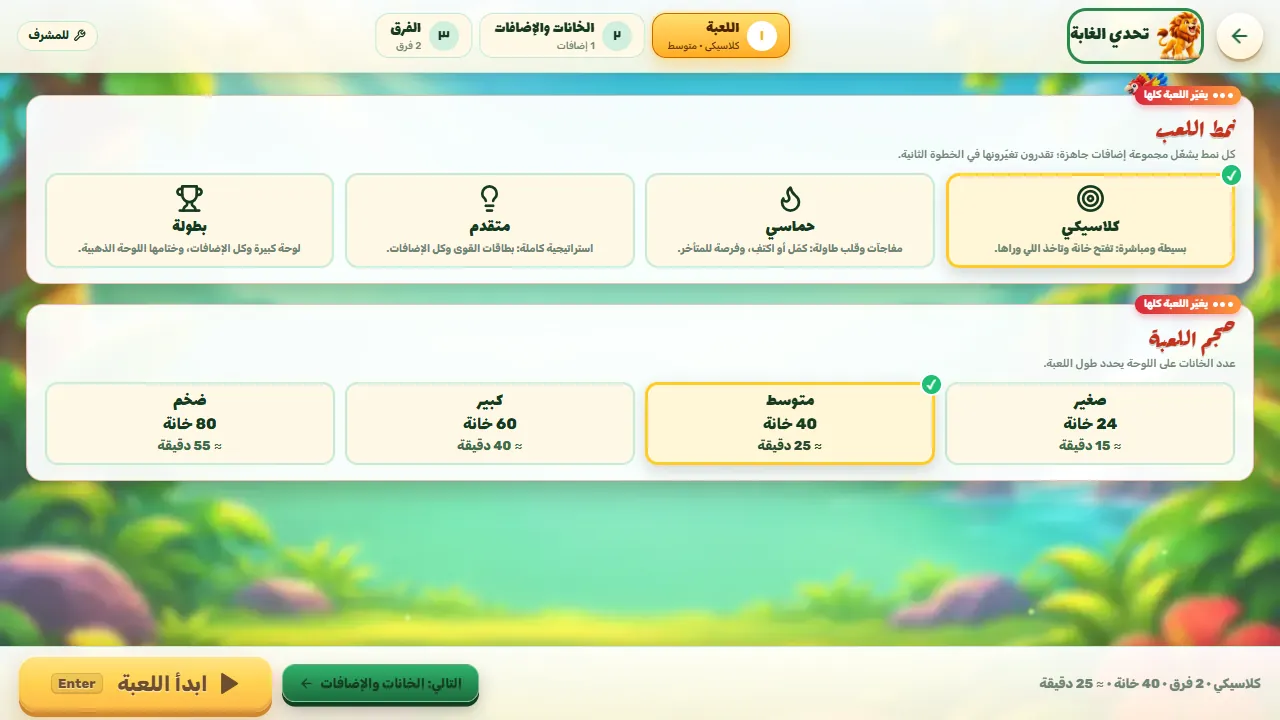 تحدي الغابة
١ اللعبة
كلاسيكي • متوسط
٢ الخانات والإضافات
1 إضافات
٣ الفرق
2 فرق
للمشرف
يغيّر اللعبة كلها
نمط اللعب
كل نمط يشغّل مجموعة إضافات جاهزة؛ تقدرون تغيّرونها في الخطوة الثانية.
كلاسيكي
بسيطة ومباشرة: تفتح خانة وتاخذ اللي وراها.
حماسي
مفاجآت وقلب طاولة: كمّل أو اكتفِ، وفرصة للمتأخر.
متقدم
استراتيجية كاملة: بطاقات القوى وكل الإضافات.
بطولة
لوحة كبيرة وكل الإضافات، وختامها اللوحة الذهبية.
يغيّر اللعبة كلها
حجم اللعبة
عدد الخانات على اللوحة يحدد طول اللعبة.
صغير
24 خانة
≈ 15 دقيقة
متوسط
40 خانة
≈ 25 دقيقة
كبير
60 خانة
≈ 40 دقيقة
ضخم
80 خانة
≈ 55 دقيقة
كلاسيكي • 2 فرق • 40 خانة • ≈ 25 دقيقة
التالي: الخانات والإضافات ←
ابدأ اللعبة Enter